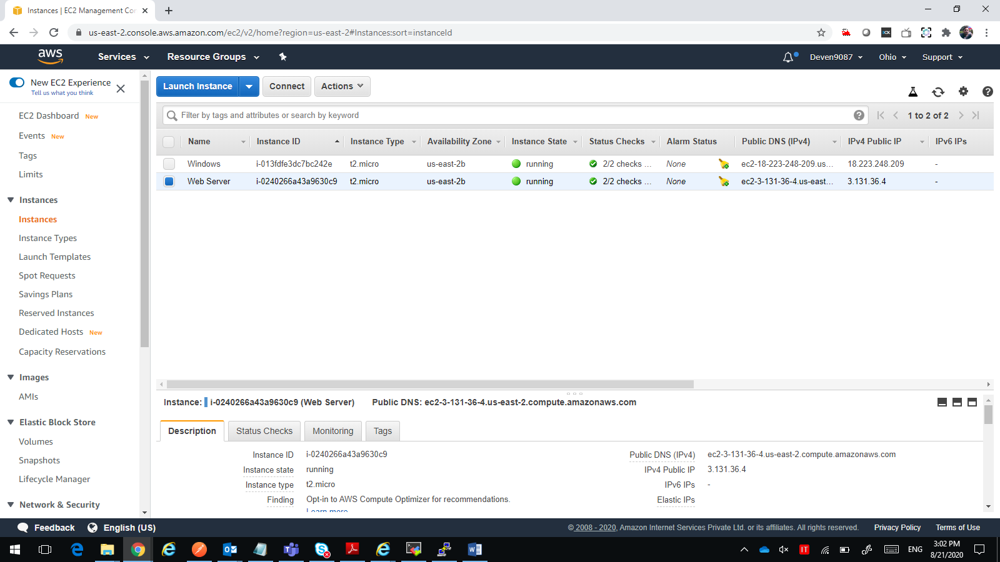 Instances | EC2 Management Con
us-east-2.console.aws.amazon.com/ec2/v2/home?region=us-east-2#Instances:sort=instanceId
aws Services Resource Groups Deven9087 Ohio Support
New EC2 Experience
Tell us what you think
EC2 Dashboard New
Events New
Tags
Limits
Instances
Instances
Instance Types
Launch Templates
Spot Requests
Savings Plans
Reserved Instances
Dedicated Hosts New
Capacity Reservations
Images
AMIs
Elastic Block Store
Volumes
Snapshots
Lifecycle Manager
Network & Security
Launch Instance Connect Actions
Filter by tags and attributes or search by keyword 1 to 2 of 2
Name Instance ID Instance Type Availability Zone Instance State Status Checks Alarm Status Public DNS (IPv4) IPv4 Public IP IPv6 IPs
Windows i-013fdfe3dc7bc242e t2.micro us-east-2b running 2/2 checks ... None ec2-18-223-248-209.us... 18.223.248.209 -
Web Server i-0240266a43a9630c9 t2.micro us-east-2b running 2/2 checks ... None ec2-3-131-36-4.us-east... 3.131.36.4 -
Instance: i-0240266a43a9630c9 (Web Server) Public DNS: ec2-3-131-36-4.us-east-2.compute.amazonaws.com
Description Status Checks Monitoring Tags
Instance ID i-0240266a43a9630c9 Public DNS (IPv4) ec2-3-131-36-4.us-east-2.compute.amazonaws.com
Instance state running IPv4 Public IP 3.131.36.4
Instance type t2.micro IPv6 IPs -
Finding Opt-in to AWS Compute Optimizer for recommendations. Elastic IPs
Learn more
Feedback English (US) © 2008 - 2020, Amazon Internet Services Private Ltd. or its affiliates. All rights reserved. Privacy Policy Terms of Use
ENG 3:02 PM
8/21/2020